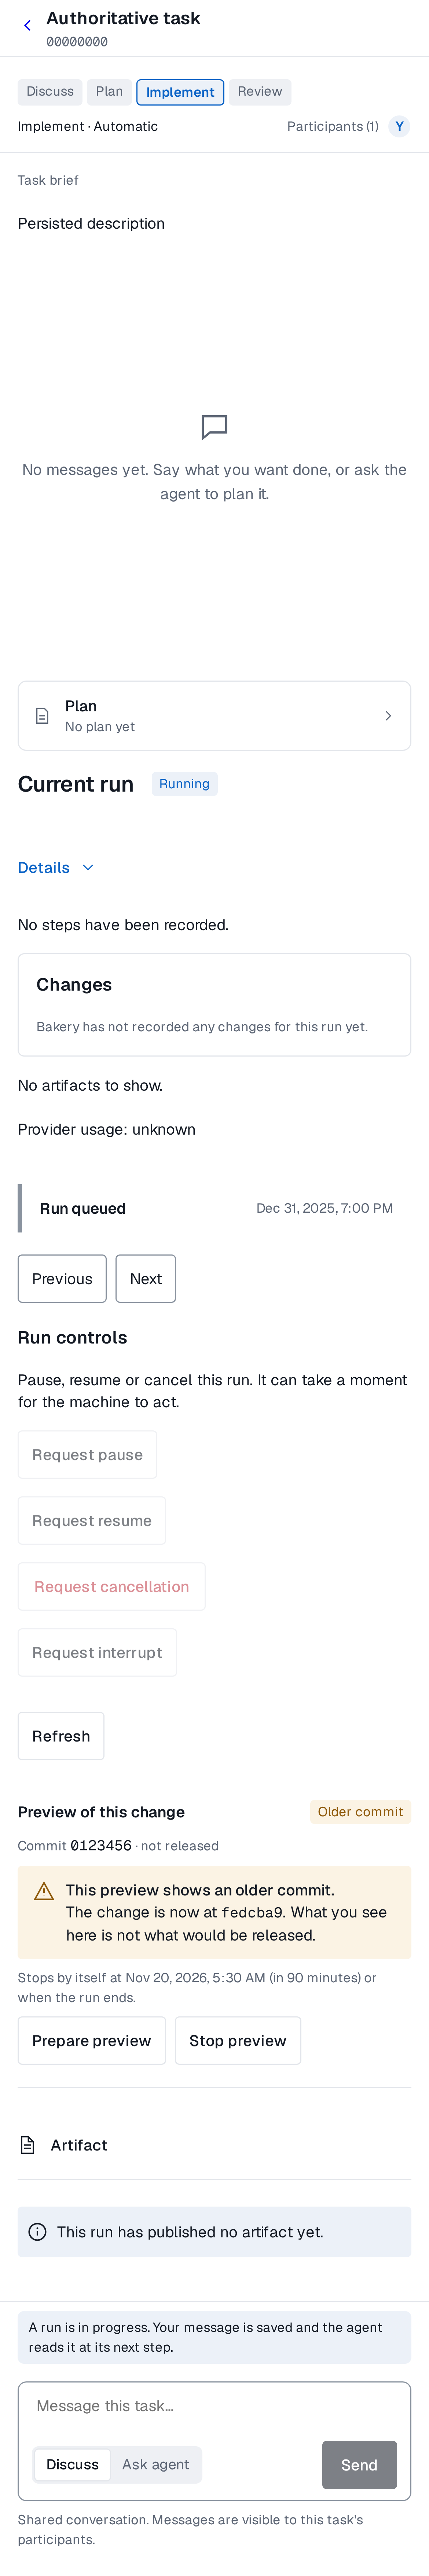 Authoritative task
00000000
Discuss
Plan
Implement
Review
Implement · Automatic
Participants (1)
Y
Task brief
Persisted description
No messages yet. Say what you want done, or ask the
agent to plan it.
Plan
No plan yet
Current run
Running
Details
No steps have been recorded.
Changes
Bakery has not recorded any changes for this run yet.
No artifacts to show.
Provider usage: unknown
Run queued
Dec 31, 2025, 7:00 PM
Previous
Next
Run controls
Pause, resume or cancel this run. It can take a moment
for the machine to act.
Request pause
Request resume
Request cancellation
Request interrupt
Refresh
Preview of this change
Older commit
Commit 0123456 · not released
This preview shows an older commit.
The change is now at fedcba9. What you see
here is not what would be released.
Stops by itself at Nov 20, 2026, 5:30 AM (in 90 minutes) or
when the run ends.
Prepare preview
Stop preview
Artifact
This run has published no artifact yet.
A run is in progress. Your message is saved and the agent
reads it at its next step.
Message this task…
Discuss
Ask agent
Send
Shared conversation. Messages are visible to this task's
participants.